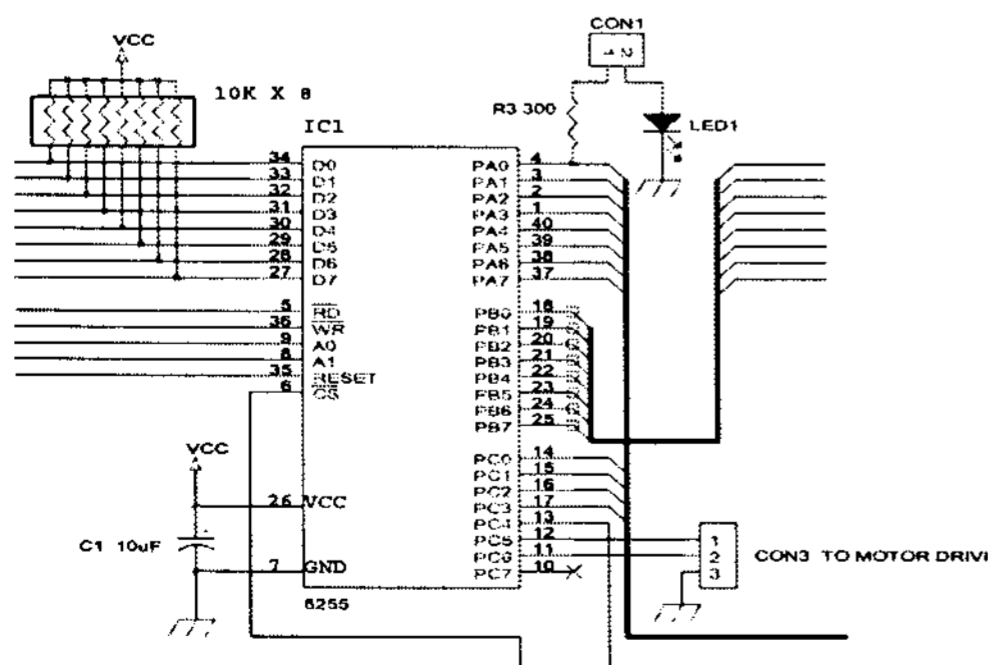 CON1
1 2
VCC
10K X 8
R3 300
LED1
IC1
34 D0
33 D1
32 D2
31 D3
30 D4
29 D5
28 D6
27 D7
5 RD
36 WR
9 A0
8 A1
35 RESET
6 CS
26 VCC
7 GND
PA0 4
PA1 3
PA2 2
PA3 1
PA4 40
PA5 39
PA6 38
PA7 37
PB0 18
PB1 19
PB2 20
PB3 21
PB4 22
PB5 23
PB6 24
PB7 25
PC0 14
PC1 15
PC2 16
PC3 17
PC4 13
PC5 12
PC6 11
PC7 10
8255
VCC
C1 10uF
1
2
3
CON3 TO MOTOR DRIVI